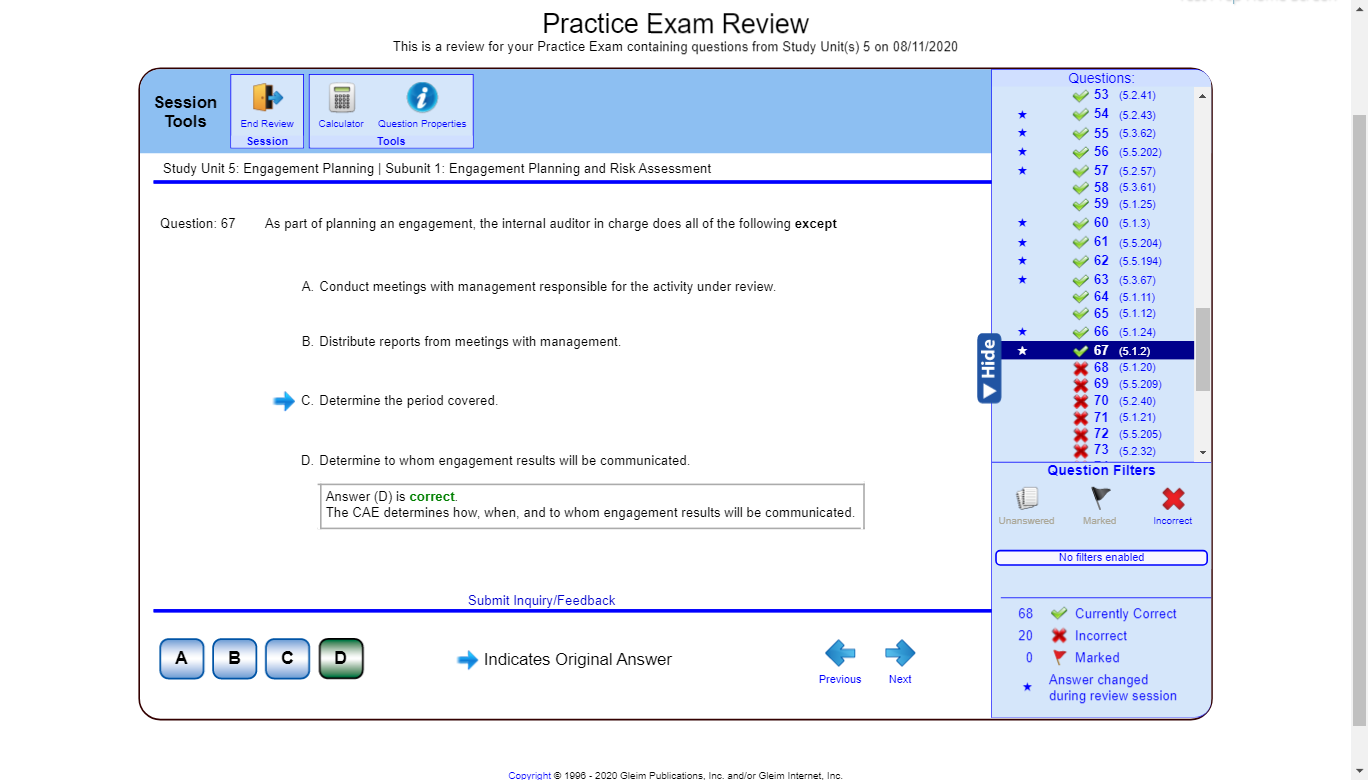 Practice Exam Review
This is a review for your Practice Exam containing questions from Study Unit(s) 5 on 08/11/2020
Session
Tools
End Review
Session
Calculator
Question Properties
Tools
Study Unit 5: Engagement Planning | Subunit 1: Engagement Planning and Risk Assessment
Question: 67 As part of planning an engagement, the internal auditor in charge does all of the following except
A. Conduct meetings with management responsible for the activity under review.
B. Distribute reports from meetings with management.
C. Determine the period covered.
D. Determine to whom engagement results will be communicated.
Answer (D) is correct.
The CAE determines how, when, and to whom engagement results will be communicated.
Submit Inquiry/Feedback
A B C D
Indicates Original Answer
Previous
Next
Questions:
53 (5.2.41)
54 (5.2.43)
55 (5.3.62)
56 (5.5.202)
57 (5.2.57)
58 (5.3.61)
59 (5.1.25)
60 (5.1.3)
61 (5.5.204)
62 (5.5.194)
63 (5.3.67)
64 (5.1.11)
65 (5.1.12)
66 (5.1.24)
67 (5.1.2)
68 (5.1.20)
69 (5.5.209)
70 (5.2.40)
71 (5.1.21)
72 (5.5.205)
73 (5.2.32)
Hide
Question Filters
Unanswered
Marked
Incorrect
No filters enabled
68 Currently Correct
20 Incorrect
0 Marked
Answer changed
during review session
Copyright © 1996 - 2020 Gleim Publications, Inc. and/or Gleim Internet, Inc.